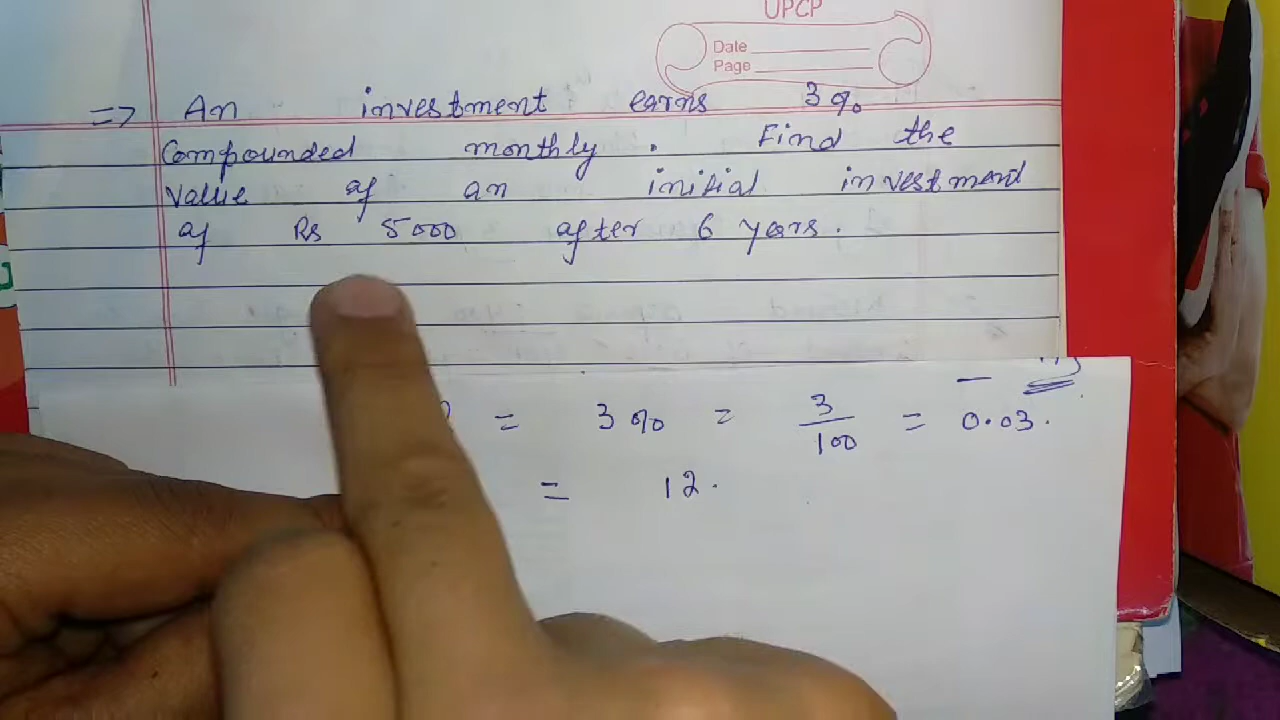 UPCP
Date
Page
=> An investment earns 3%
Compounded monthly. Find the
value of an initial investment
of Rs 5000 after 6 years.
= 3% = 3/100 = 0.03.
= 12.